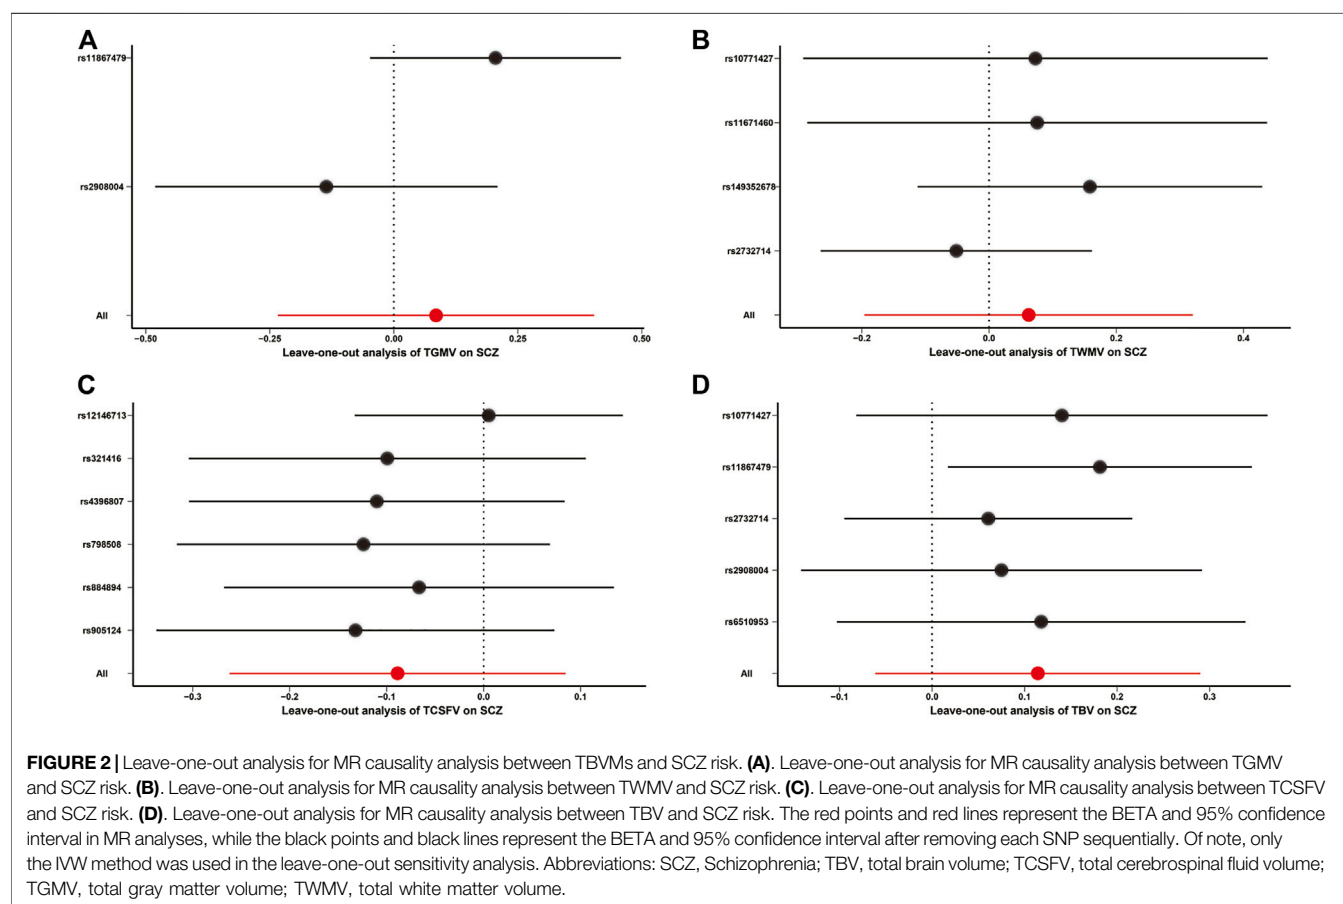 A
rs11867479
rs2908004
All
−0.50 −0.25 0.00 0.25 0.50
Leave-one-out analysis of TGMV on SCZ
B
rs10771427
rs11671460
rs149352678
rs2732714
All
−0.2 0.0 0.2 0.4
Leave-one-out analysis of TWMV on SCZ
C
rs12146713
rs321416
rs4396807
rs798508
rs884894
rs905124
All
−0.3 −0.2 −0.1 0.0 0.1
Leave-one-out analysis of TCSFV on SCZ
D
rs10771427
rs11867479
rs2732714
rs2908004
rs6510953
All
−0.1 0.0 0.1 0.2 0.3
Leave-one-out analysis of TBV on SCZ
FIGURE 2 | Leave-one-out analysis for MR causality analysis between TBVMs and SCZ risk. (A). Leave-one-out analysis for MR causality analysis between TGMV
and SCZ risk. (B). Leave-one-out analysis for MR causality analysis between TWMV and SCZ risk. (C). Leave-one-out analysis for MR causality analysis between TCSFV
and SCZ risk. (D). Leave-one-out analysis for MR causality analysis between TBV and SCZ risk. The red points and red lines represent the BETA and 95% confidence
interval in MR analyses, while the black points and black lines represent the BETA and 95% confidence interval after removing each SNP sequentially. Of note, only
the IVW method was used in the leave-one-out sensitivity analysis. Abbreviations: SCZ, Schizophrenia; TBV, total brain volume; TCSFV, total cerebrospinal fluid volume;
TGMV, total gray matter volume; TWMV, total white matter volume.